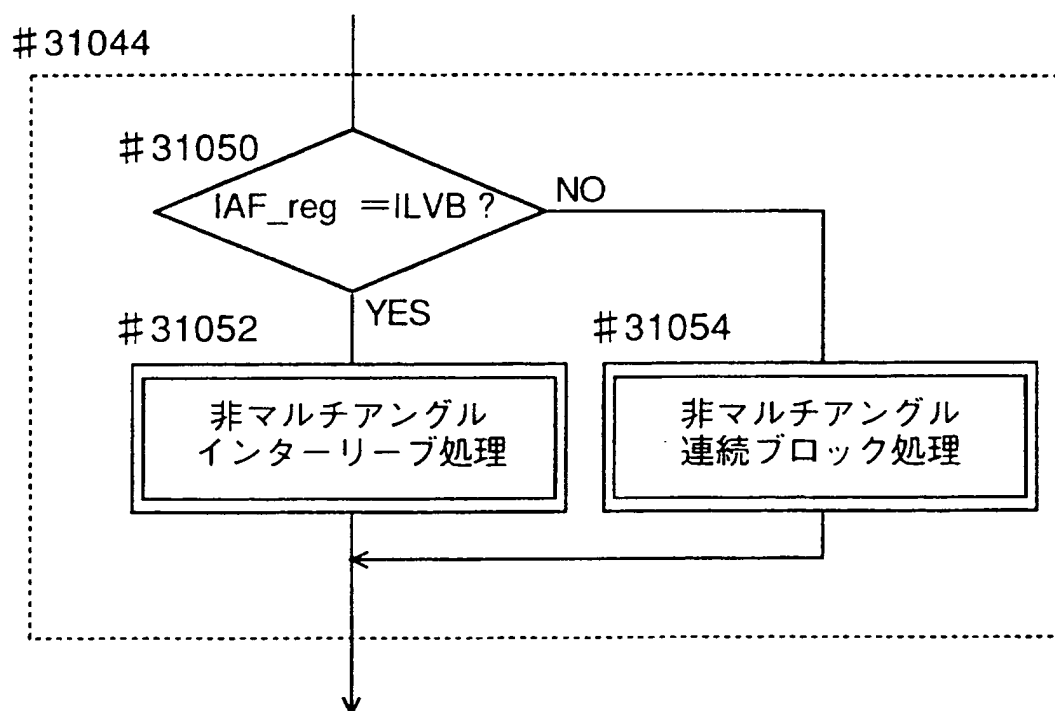 #31044
#31050
IAF_reg =ILVB ?
NO
YES
#31052
#31054
非マルチアングル
インターリーブ処理
非マルチアングル
連続ブロック処理